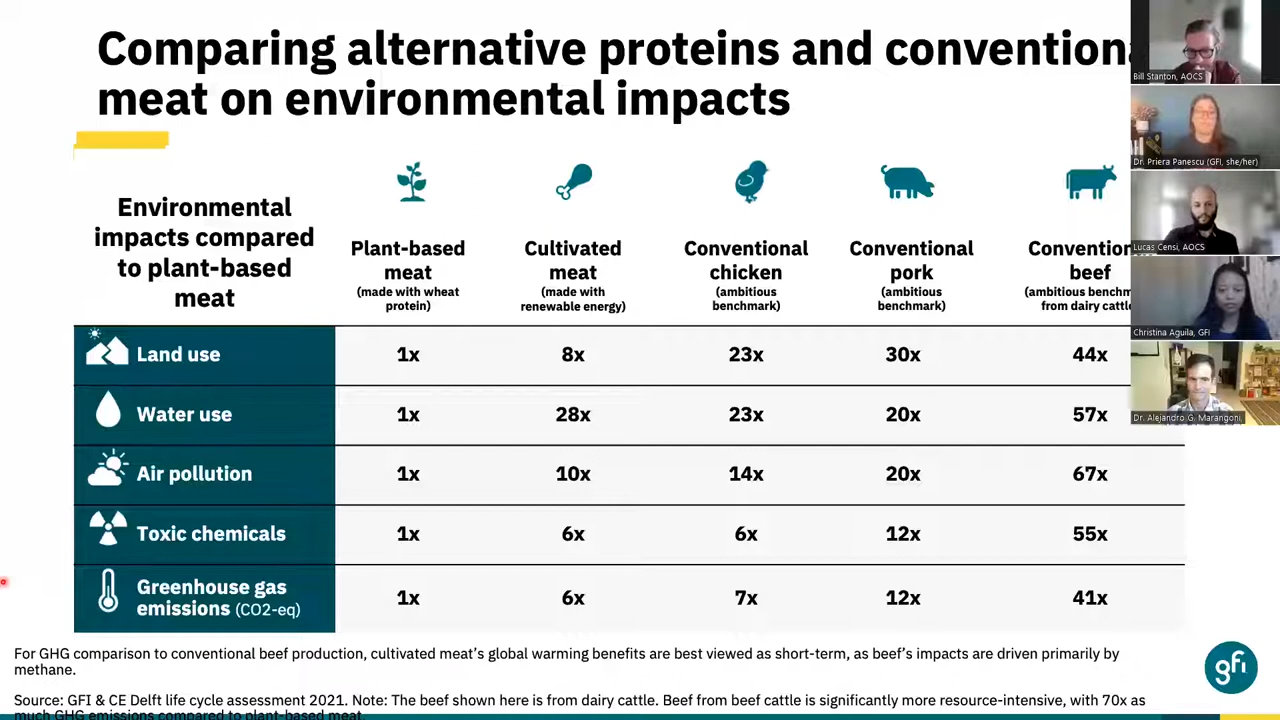 Comparing alternative proteins and convention
meat on environmental impacts
Environmental
impacts compared
to plant-based
meat
Plant-based
meat
(made with wheat
protein)
Cultivated
meat
(made with
renewable energy)
Conventional
chicken
(ambitious
benchmark)
Conventional
pork
(ambitious
benchmark)
Convention
beef
(ambitious benchm
from dairy cattle
Land use 1x 8x 23x 30x 44x
Water use 1x 28x 23x 20x 57x
Air pollution 1x 10x 14x 20x 67x
Toxic chemicals 1x 6x 6x 12x 55x
Greenhouse gas
emissions (CO2-eq) 1x 6x 7x 12x 41x
For GHG comparison to conventional beef production, cultivated meat's global warming benefits are best viewed as short-term, as beef's impacts are driven primarily by
methane.
Source: GFI & CE Delft life cycle assessment 2021. Note: The beef shown here is from dairy cattle. Beef from beef cattle is significantly more resource-intensive, with 70x as
much GHG emissions compared to plant-based meat.
gfi
Bill Stanton, AOCS
Dr. Priera Panescu (GFI, she/her)
Lucas Censi, AOCS
Christina Aguila, GFI
Dr. Alejandro G. Marangoni